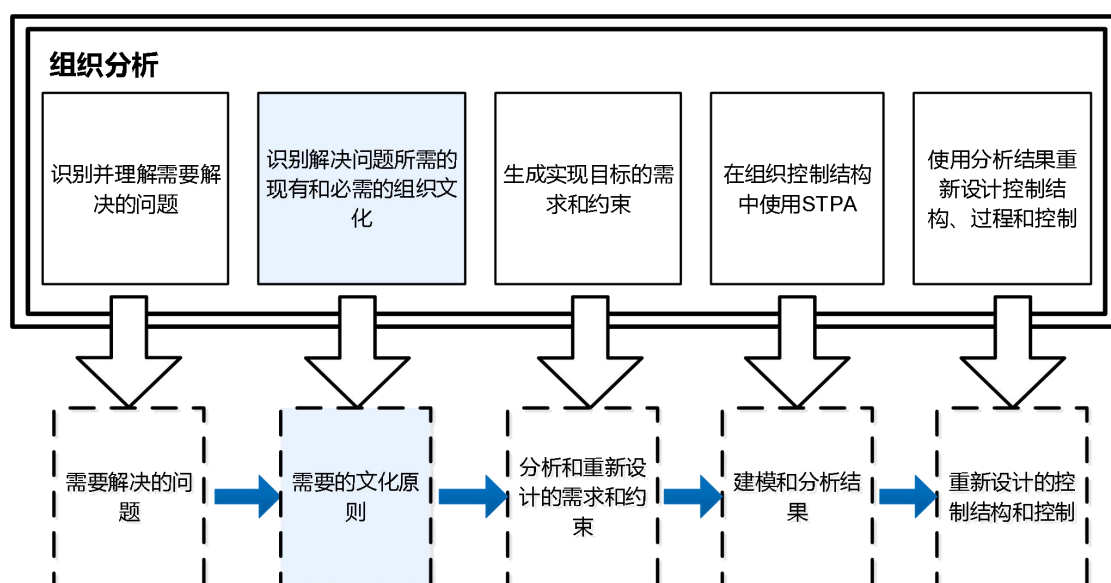 组织分析
识别并理解需要解
决的问题
识别解决问题所需的
现有和必需的组织文
化
生成实现目标的需
求和约束
在组织控制结构
中使用STPA
使用分析结果重
新设计控制结
构、过程和控制
需要解决的问
题
需要的文化原
则
分析和重新设
计的需求和约
束
建模和分析结
果
重新设计的控
制结构和控制